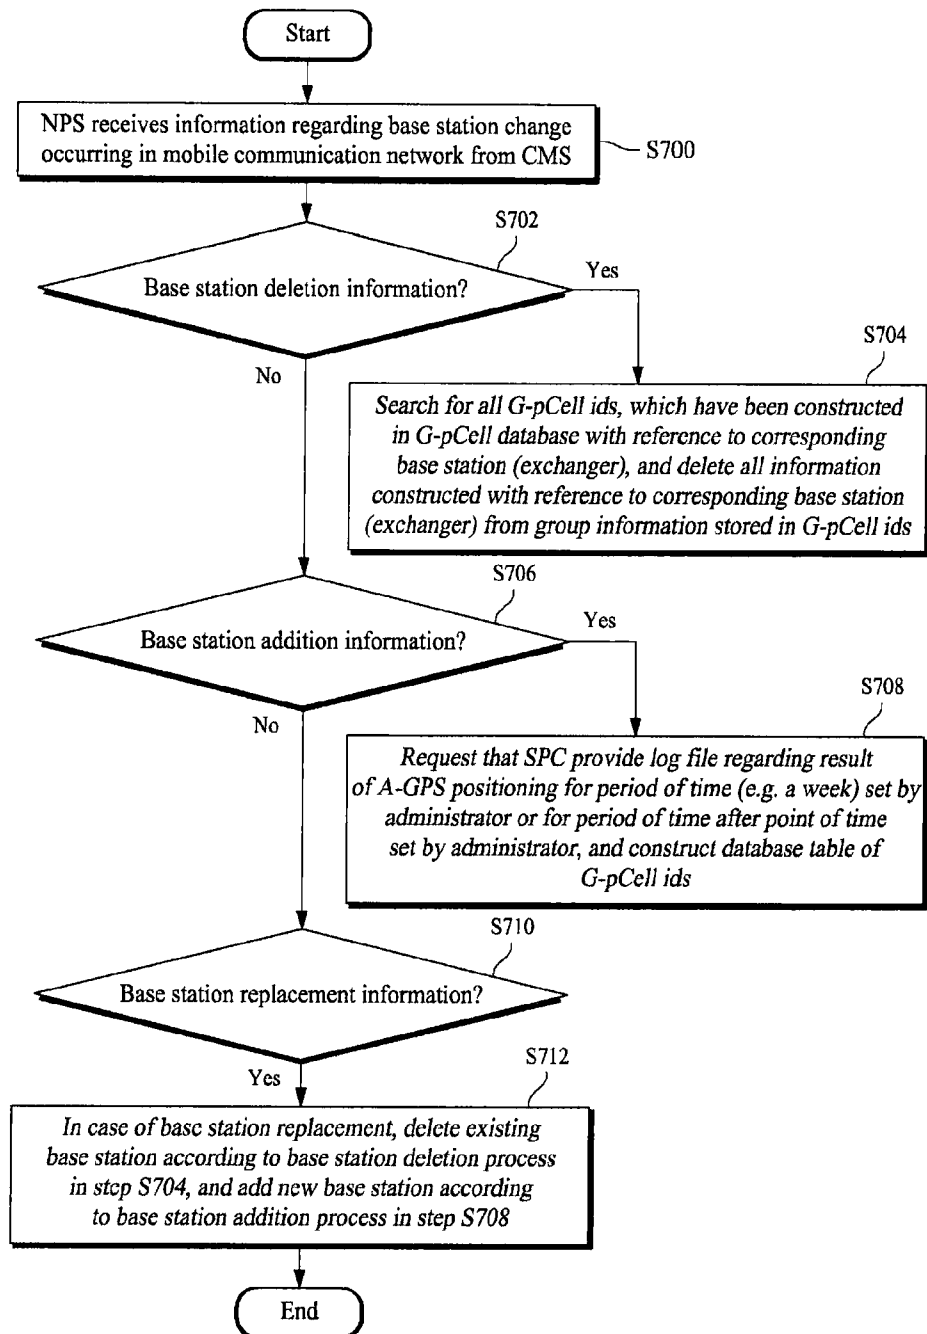 Start
NPS receives information regarding base station change
occurring in mobile communication network from CMS
S700
S702
Base station deletion information?
Yes
No
S704
Search for all G-pCell ids, which have been constructed
in G-pCell database with reference to corresponding
base station (exchanger), and delete all information
constructed with reference to corresponding base station
(exchanger) from group information stored in G-pCell ids
S706
Base station addition information?
Yes
No
S708
Request that SPC provide log file regarding result
of A-GPS positioning for period of time (e.g. a week) set by
administrator or for period of time after point of time
set by administrator, and construct database table of
G-pCell ids
S710
Base station replacement information?
Yes
S712
In case of base station replacement, delete existing
base station according to base station deletion process
in step S704, and add new base station according
to base station addition process in step S708
End